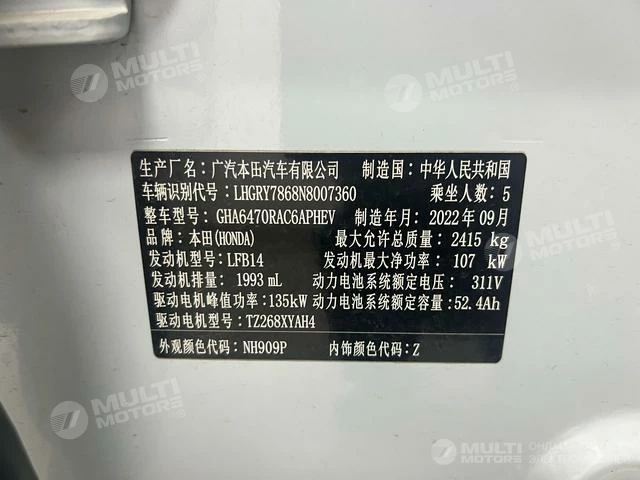 MULTI
MOTORS®
MULTI
MOTORS®
MULTI
MOTORS
生产厂名：广汽本田汽车有限公司 制造国：中华人民共和国
车辆识别代号：LHGRY7868N8007360 乘坐人数：5
整车型号：GHA6470RAC6APHEV 制造年月：2022年09月
品牌：本田(HONDA) 最大允许总质量：2415 kg
发动机型号：LFB14 发动机最大净功率：107 kW
发动机排量：1993 mL 动力电池系统额定电压：311V
驱动电机峰值功率：135kW 动力电池系统额定容量：52.4Ah
驱动电机型号：TZ268XYAH4
外观颜色代码：NH909P 内饰颜色代码：Z
MULTI
MOTORS®
MULTI
MOTORS